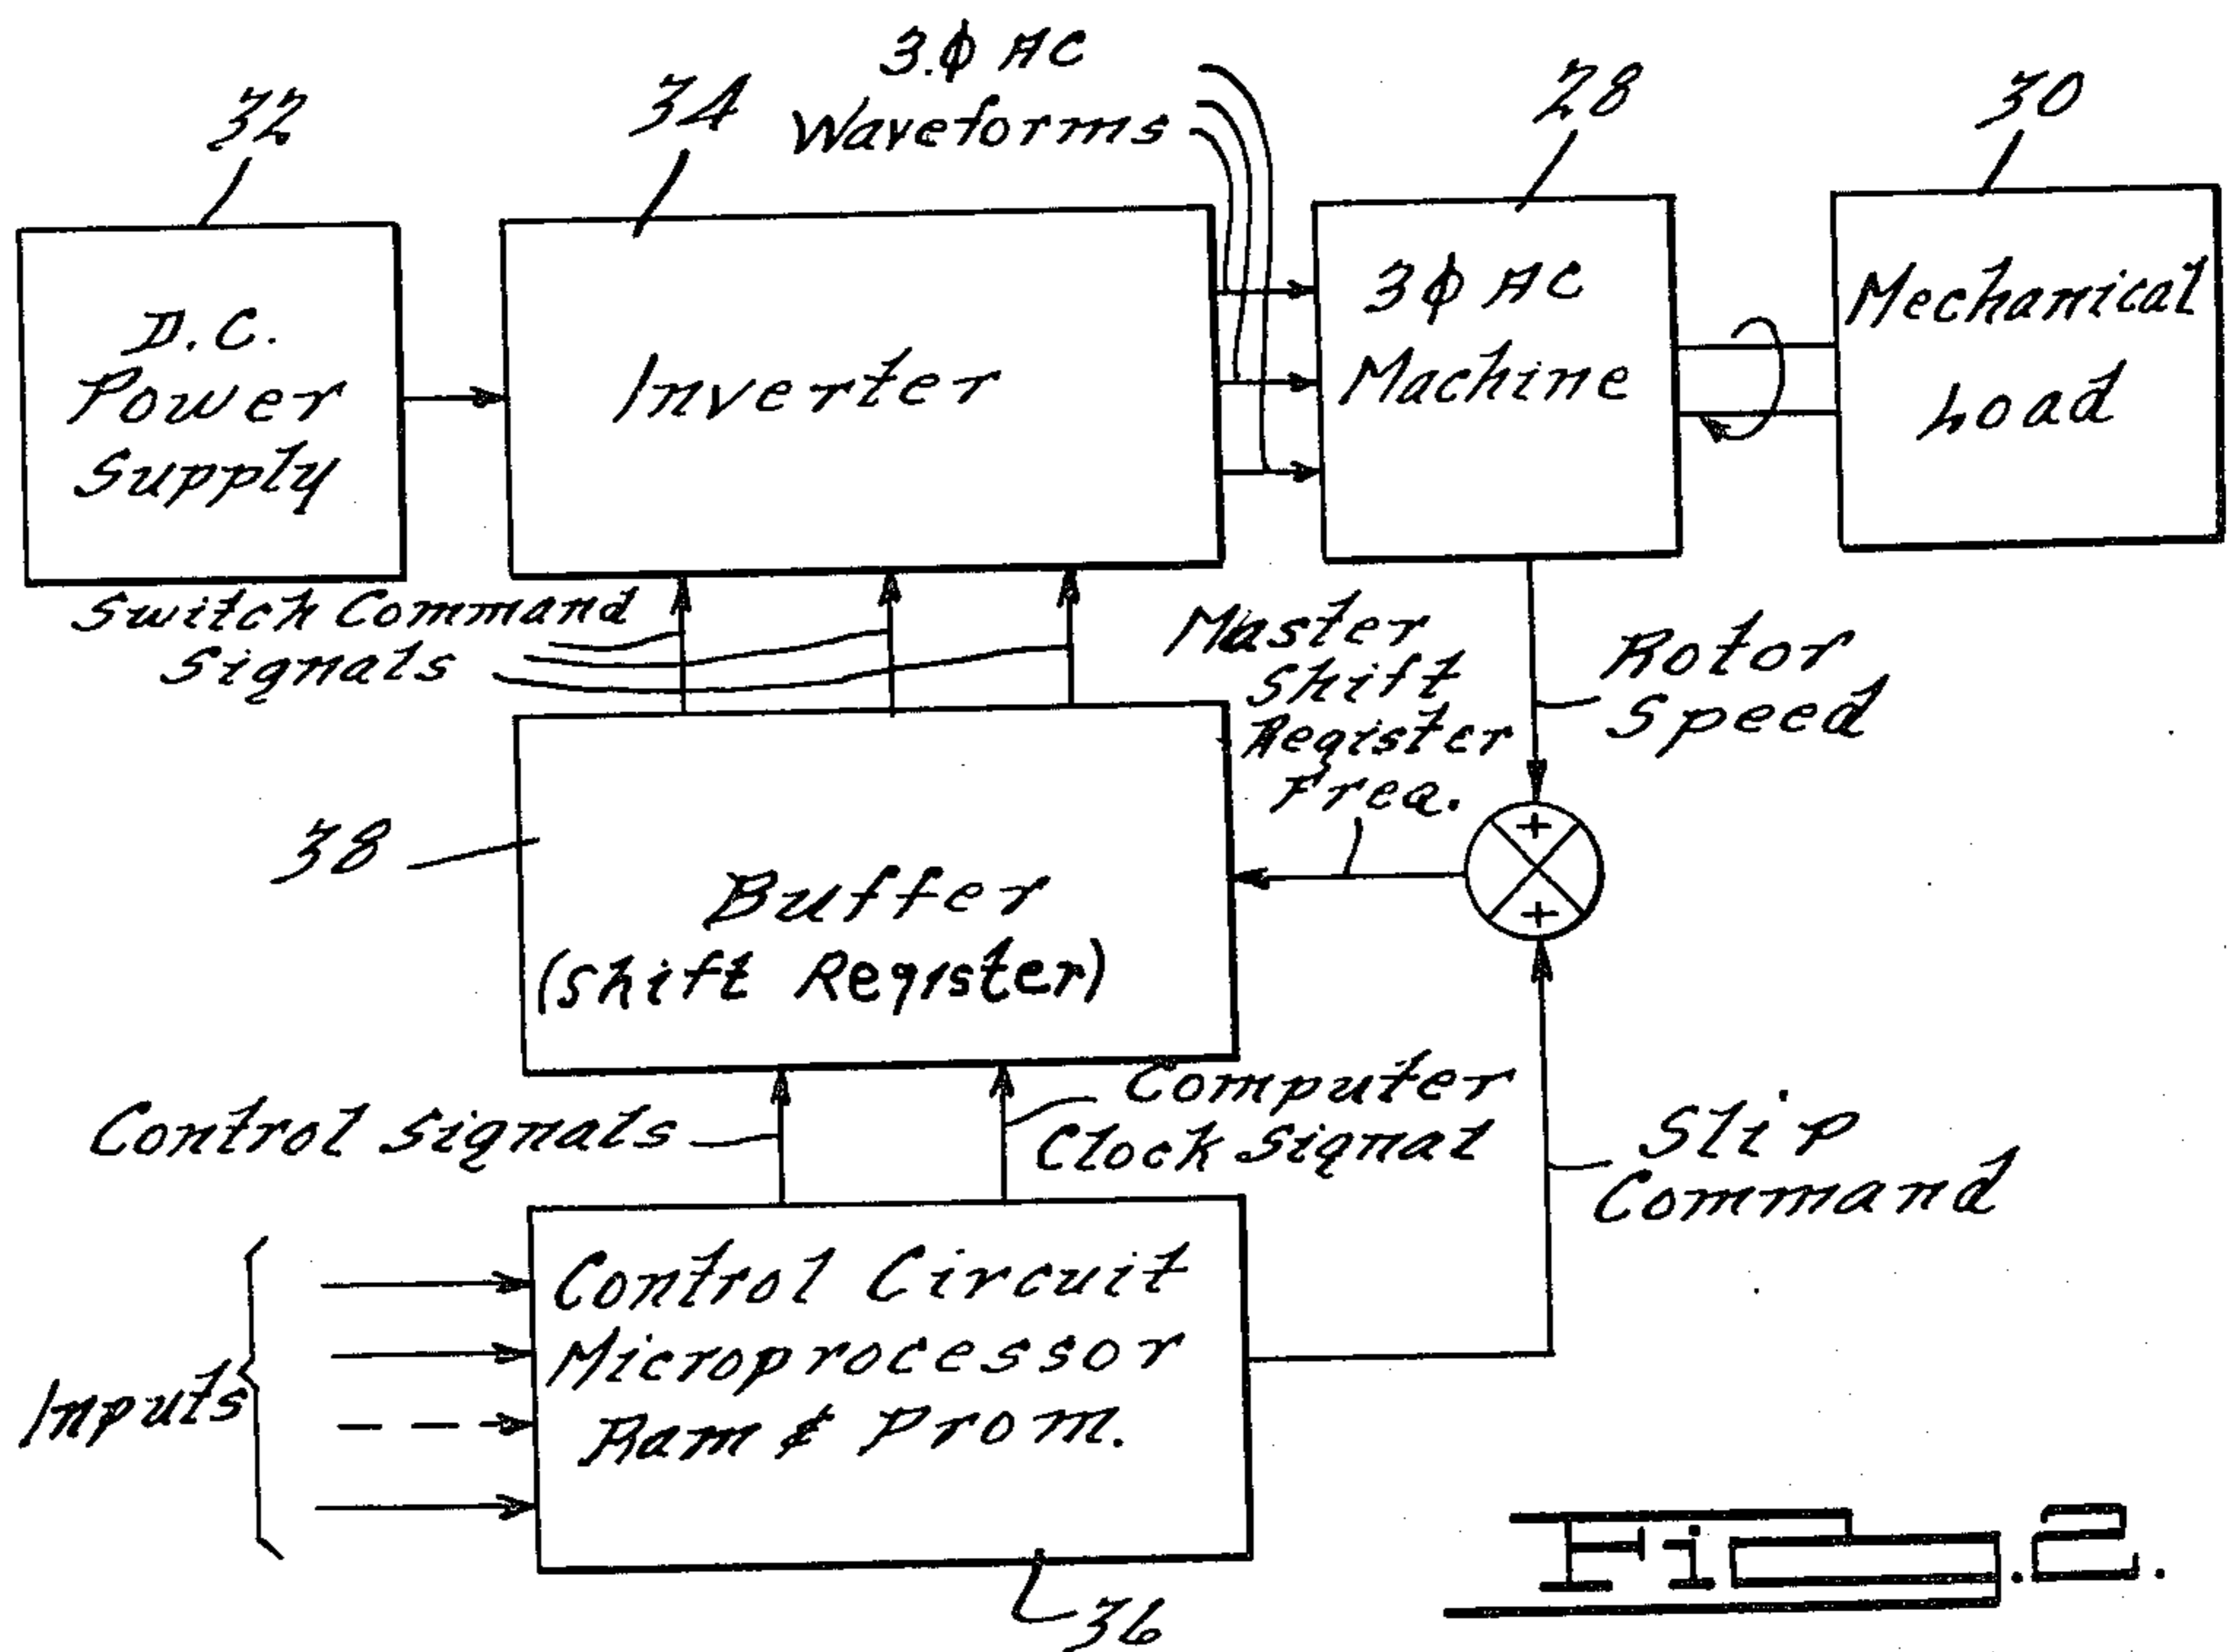 32
34
3.ϕ AC
Waveforms
28
30
D.C.
Power
Supply
Inverter
3ϕ AC
Machine
Mechanical
Load
Switch Command
Signals
Master
Shift
Register
Freq.
Rotor
Speed
38
Buffer
(Shift Register)
+
+
Control Signals
Computer
Clock Signal
Slip
Command
Inputs
Control Circuit
Microprocessor
Ram & Prom.
36
Fig.2.